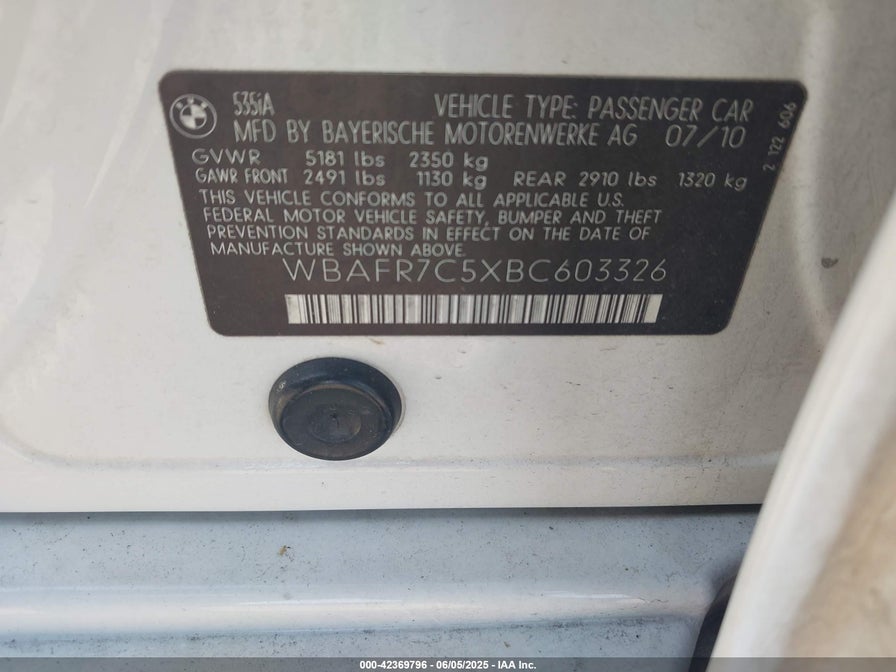 535iA VEHICLE TYPE: PASSENGER CAR
MFD BY BAYERISCHE MOTORENWERKE AG 07/10
GVWR 5181 lbs 2350 kg
GAWR FRONT 2491 lbs 1130 kg REAR 2910 lbs 1320 kg
THIS VEHICLE CONFORMS TO ALL APPLICABLE U.S.
FEDERAL MOTOR VEHICLE SAFETY, BUMPER AND THEFT
PREVENTION STANDARDS IN EFFECT ON THE DATE OF
MANUFACTURE SHOWN ABOVE.
WBAFR7C5XBC603326
2 122 606
000-42369796 - 06/05/2025 - IAA Inc.